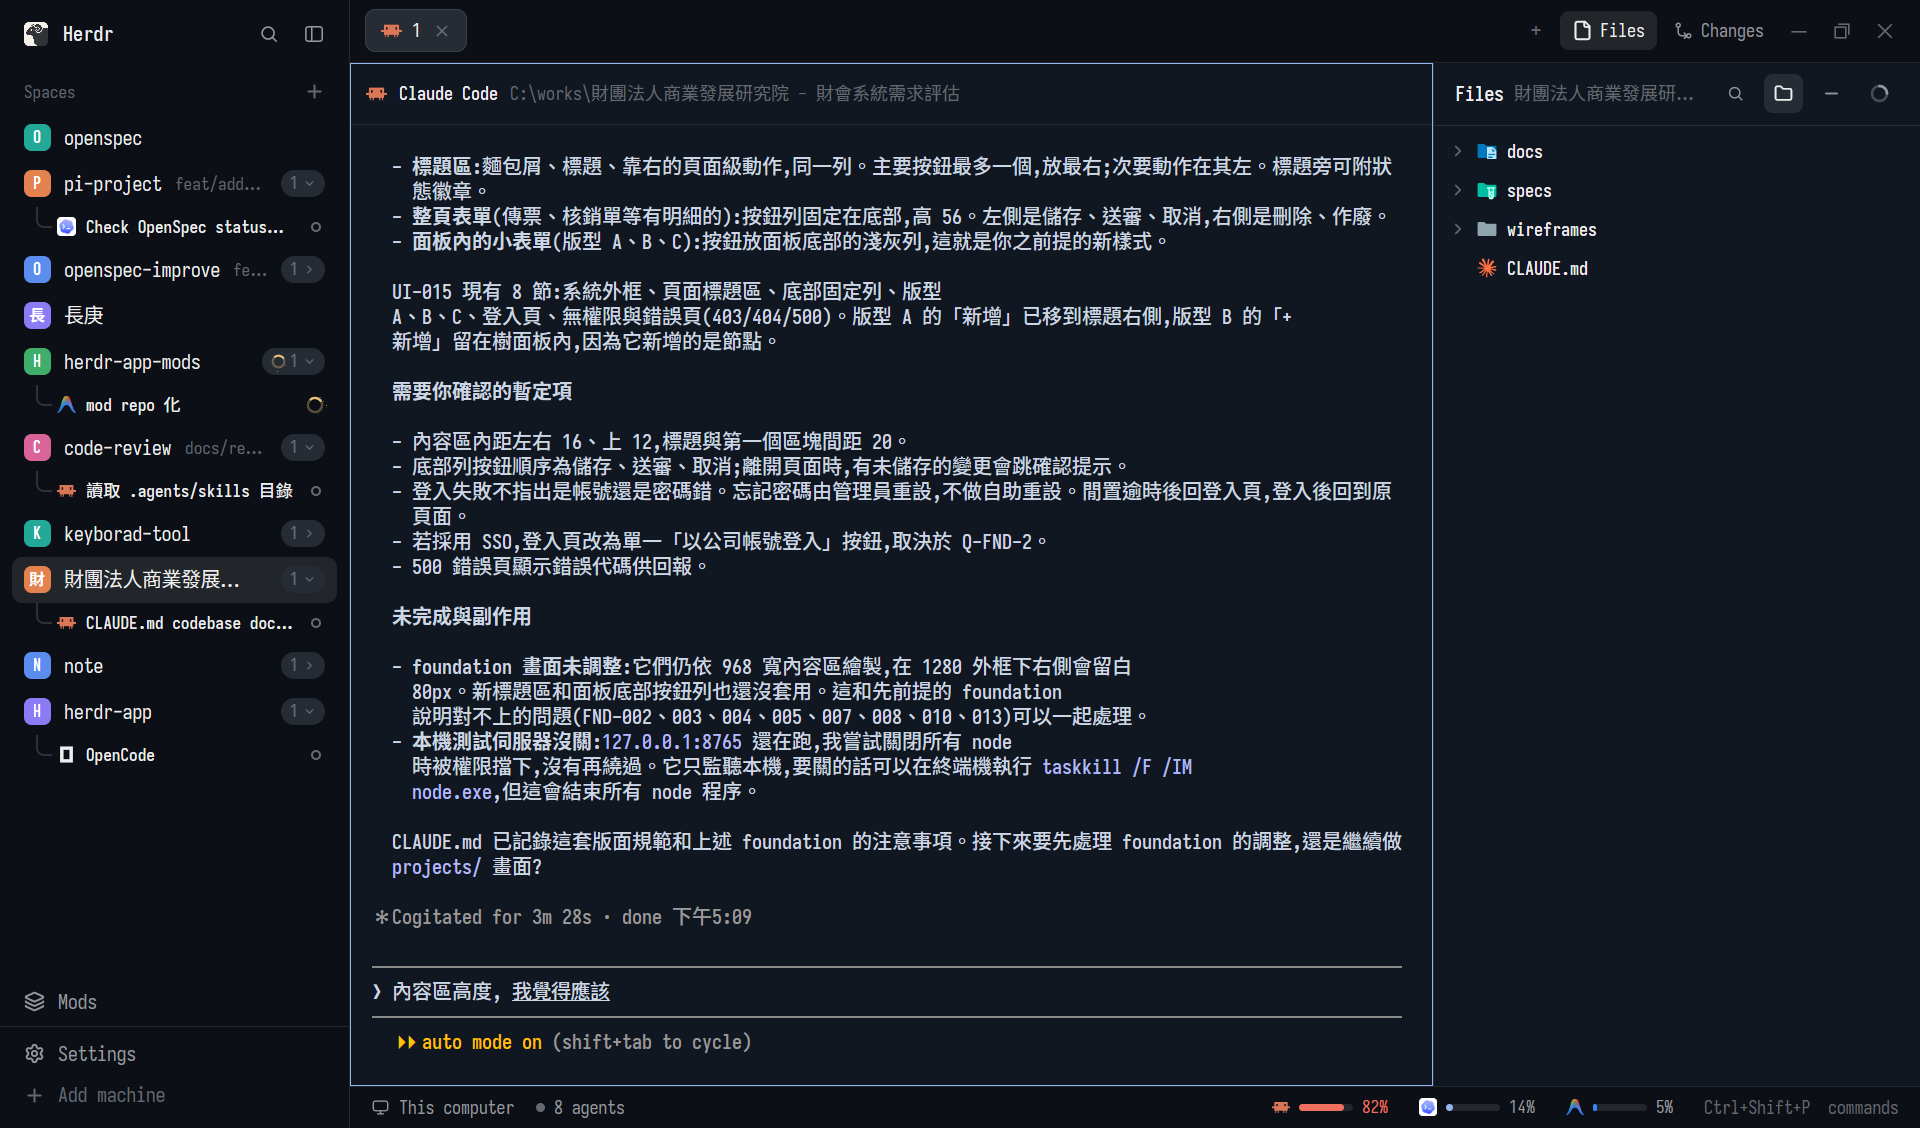 Herdr
Spaces
O openspec
P pi-project feat/add... 1
Check OpenSpec status...
O openspec-improve fe... 1
長 長庚
H herdr-app-mods 1
mod repo 化
C code-review docs/re... 1
讀取 .agents/skills 目錄
K keyborad-tool 1
財 財團法人商業發展... 1
CLAUDE.md codebase doc...
N note 1
H herdr-app 1
OpenCode
Mods
Settings
+ Add machine
1
+ Files Changes
Claude Code C:\works\財團法人商業發展研究院 - 財會系統需求評估
- 標題區:麵包屑、標題、靠右的頁面級動作,同一列。主要按鈕最多一個,放最右;次要動作在其左。標題旁可附狀
態徽章。
- 整頁表單(傳票、核銷單等有明細的):按鈕列固定在底部,高 56。左側是儲存、送審、取消,右側是刪除、作廢。
- 面板內的小表單(版型 A、B、C):按鈕放面板底部的淺灰列,這就是你之前提的新樣式。
UI-015 現有 8 節:系統外框、頁面標題區、底部固定列、版型
A、B、C、登入頁、無權限與錯誤頁(403/404/500)。版型 A 的「新增」已移到標題右側,版型 B 的「+
新增」留在樹面板內,因為它新增的是節點。
需要你確認的暫定項
- 內容區內距左右 16、上 12,標題與第一個區塊間距 20。
- 底部列按鈕順序為儲存、送審、取消;離開頁面時,有未儲存的變更會跳確認提示。
- 登入失敗不指出是帳號還是密碼錯。忘記密碼由管理員重設,不做自助重設。閒置逾時後回登入頁,登入後回到原
頁面。
- 若採用 SSO,登入頁改為單一「以公司帳號登入」按鈕,取決於 Q-FND-2。
- 500 錯誤頁顯示錯誤代碼供回報。
未完成與副作用
- foundation 畫面未調整:它們仍依 968 寬內容區繪製,在 1280 外框下右側會留白
80px。新標題區和面板底部按鈕列也還沒套用。這和先前提的 foundation
說明對不上的問題(FND-002、003、004、005、007、008、010、013)可以一起處理。
- 本機測試伺服器沒關:127.0.0.1:8765 還在跑,我嘗試關閉所有 node
時被權限擋下,沒有再繞過。它只監聽本機,要關的話可以在終端機執行 taskkill /F /IM
node.exe,但這會結束所有 node 程序。
CLAUDE.md 已記錄這套版面規範和上述 foundation 的注意事項。接下來要先處理 foundation 的調整,還是繼續做
projects/ 畫面?
✻Cogitated for 3m 28s · done 下午5:09
❯ 內容區高度, 我覺得應該
⏵⏵ auto mode on (shift+tab to cycle)
Files 財團法人商業發展研...
docs
specs
wireframes
CLAUDE.md
This computer ● 8 agents 82% 14% 5% Ctrl+Shift+P commands